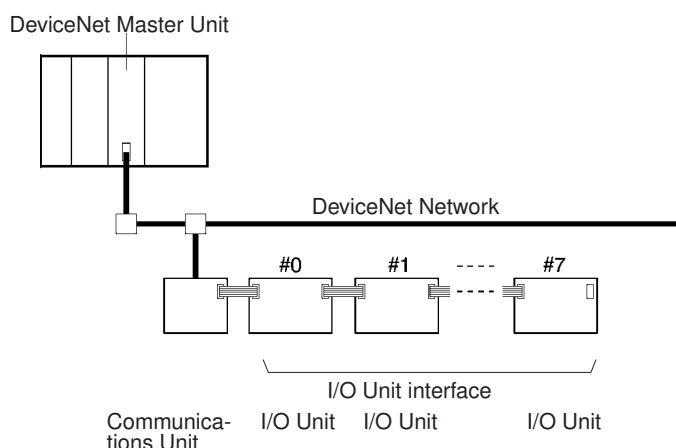 DeviceNet Master Unit
DeviceNet Network
#0 #1 #7
I/O Unit interface
Communica-
tions Unit
I/O Unit I/O Unit I/O Unit